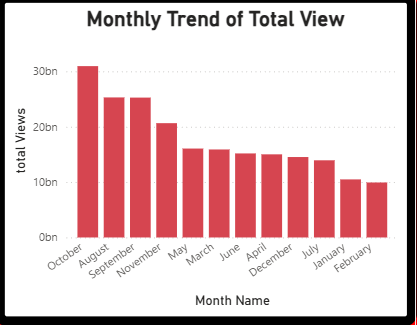 Monthly Trend of Total View
total Views
30bn
20bn
10bn
0bn
October
August
September
November
May
March
June
April
December
July
January
February
Month Name